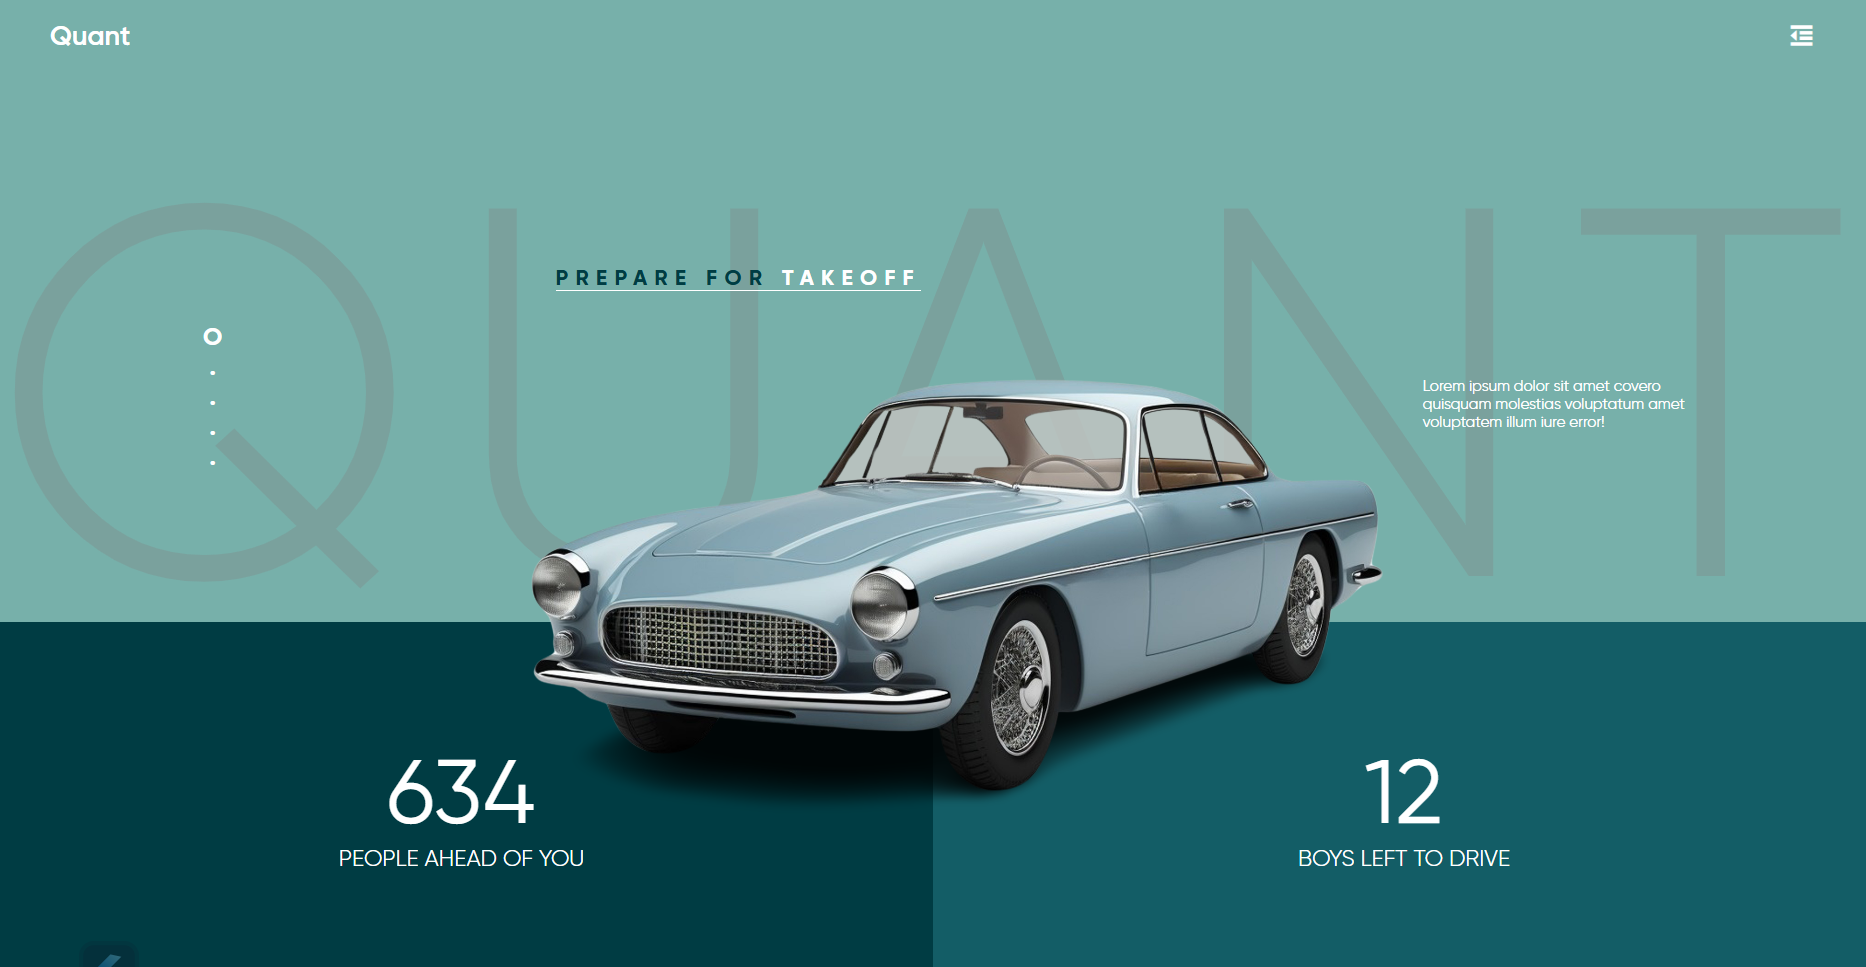 Quant
QUANT
PREPARE FOR TAKEOFF
Lorem ipsum dolor sit amet covero
quisquam molestias voluptatum amet
voluptatem illum iure error!
634
PEOPLE AHEAD OF YOU
12
BOYS LEFT TO DRIVE